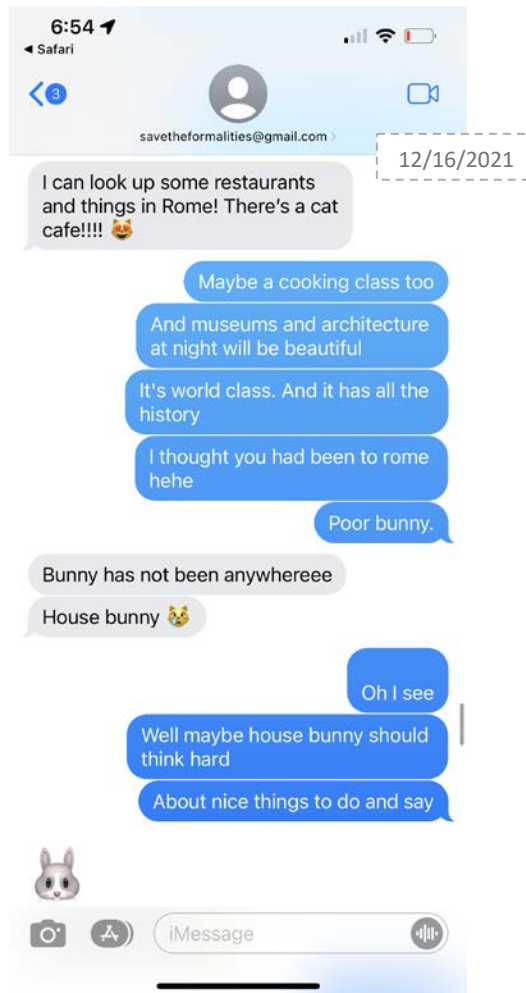 6:54
Safari
3
savetheformalities@gmail.com
12/16/2021
I can look up some restaurants
and things in Rome! There's a cat
cafe!!!! 😻
Maybe a cooking class too
And museums and architecture
at night will be beautiful
It's world class. And it has all the
history
I thought you had been to rome
hehe
Poor bunny.
Bunny has not been anywhereee
House bunny 😿
Oh I see
Well maybe house bunny should
think hard
About nice things to do and say
🐰
iMessage